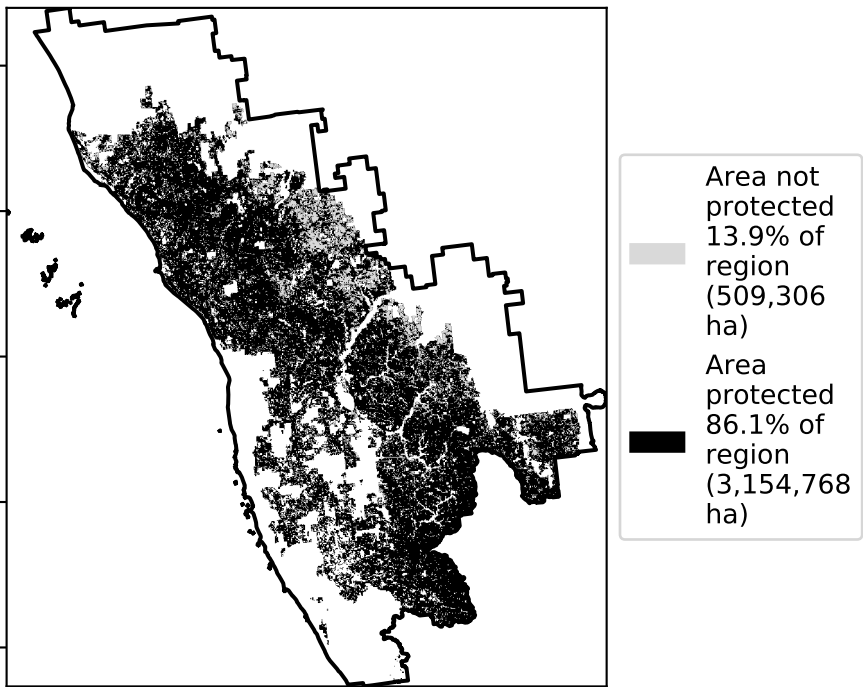 Area not
protected
13.9% of
region
(509,306
ha)
Area
protected
86.1% of
region
(3,154,768
ha)